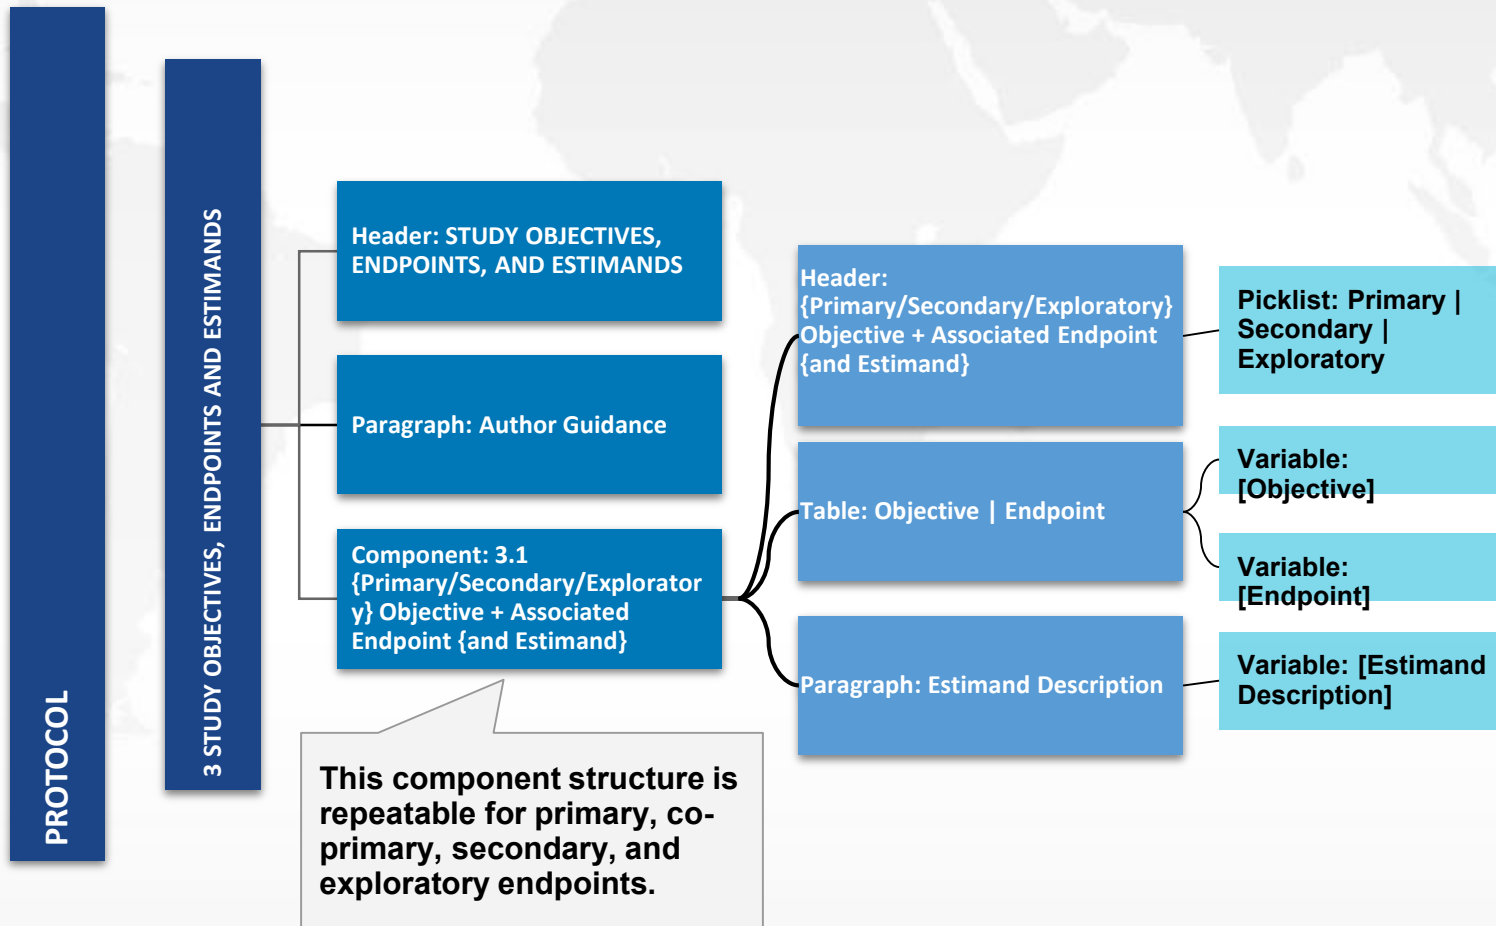 PROTOCOL
3 STUDY OBJECTIVES, ENDPOINTS AND ESTIMANDS
Header: STUDY OBJECTIVES,
ENDPOINTS, AND ESTIMANDS
Paragraph: Author Guidance
Component: 3.1
{Primary/Secondary/Explorator
y} Objective + Associated
Endpoint {and Estimand}
This component structure is
repeatable for primary, co-
primary, secondary, and
exploratory endpoints.
Header:
{Primary/Secondary/Exploratory}
Objective + Associated Endpoint
{and Estimand}
Table: Objective | Endpoint
Paragraph: Estimand Description
Picklist: Primary |
Secondary |
Exploratory
Variable:
[Objective]
Variable:
[Endpoint]
Variable: [Estimand
Description]